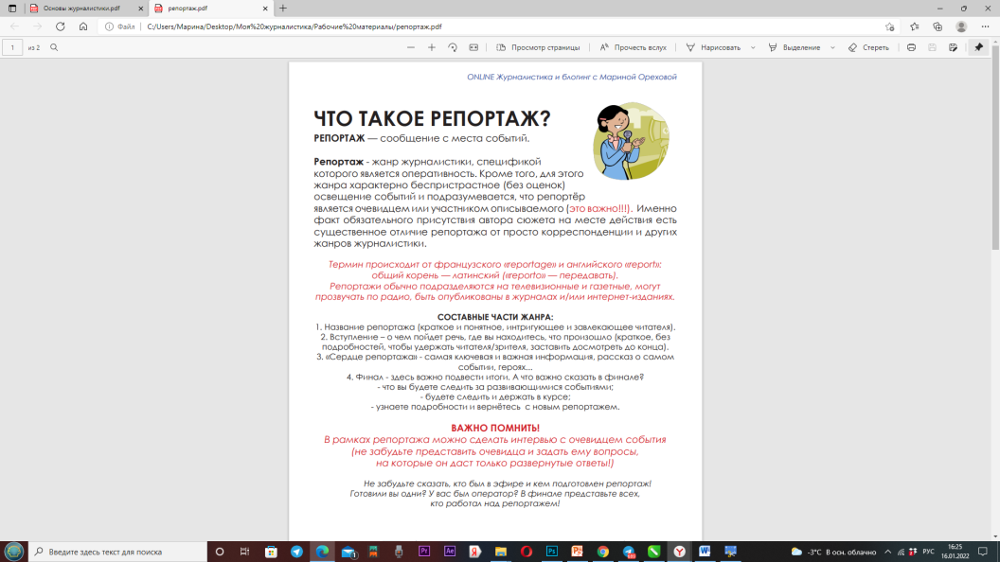 Основы журналистики.pdf
репортаж.pdf
Файл
C:/Users/Марина/Desktop/Моя%20журналистика/Рабочие%20материалы/репортаж.pdf
1 из 2
Просмотр страницы
Прочесть вслух
Нарисовать
Выделение
Стереть
ONLINE Журналистика и блогинг с Мариной Ореховой
ЧТО ТАКОЕ РЕПОРТАЖ?
РЕПОРТАЖ — сообщение с места событий.
Репортаж - жанр журналистики, спецификой
которого является оперативность. Кроме того, для этого
жанра характерно беспристрастное (без оценок)
освещение событий и подразумевается, что репортёр
является очевидцем или участником описываемого (это важно!!!). Именно
факт обязательного присутствия автора сюжета на месте действия есть
существенное отличие репортажа от просто корреспонденции и других
жанров журналистики.
Термин происходит от французского «reportage» и английского «report»:
общий корень — латинский («reporto» — передавать).
Репортажи обычно подразделяются на телевизионные и газетные, могут
прозвучать по радио, быть опубликованы в журналах и/или интернет-изданиях.
СОСТАВНЫЕ ЧАСТИ ЖАНРА:
1. Название репортажа (краткое и понятное, интригующее и завлекающее читателя).
2. Вступление – о чем пойдет речь, где вы находитесь, что произошло (краткое, без
подробностей, чтобы удержать читателя/зрителя, заставить досмотреть до конца).
3. «Сердце репортажа» - самая ключевая и важная информация, рассказ о самом
событии, героях...
4. Финал - здесь важно подвести итоги. А что важно сказать в финале?
- что вы будете следить за развивающимися событиями;
- будете следить и держать в курсе;
- узнаете подробности и вернётесь с новым репортажем.
ВАЖНО ПОМНИТЬ!
В рамках репортажа можно сделать интервью с очевидцем события
(не забудьте представить очевидца и задать ему вопросы,
на которые он даст только развернутые ответы!)
Не забудьте сказать, кто был в эфире и кем подготовлен репортаж!
Готовили вы одни? У вас был оператор? В финале представьте всех,
кто работал над репортажем!
Введите здесь текст для поиска
-3°C В осн. облачно
РУС
16:25
16.01.2022